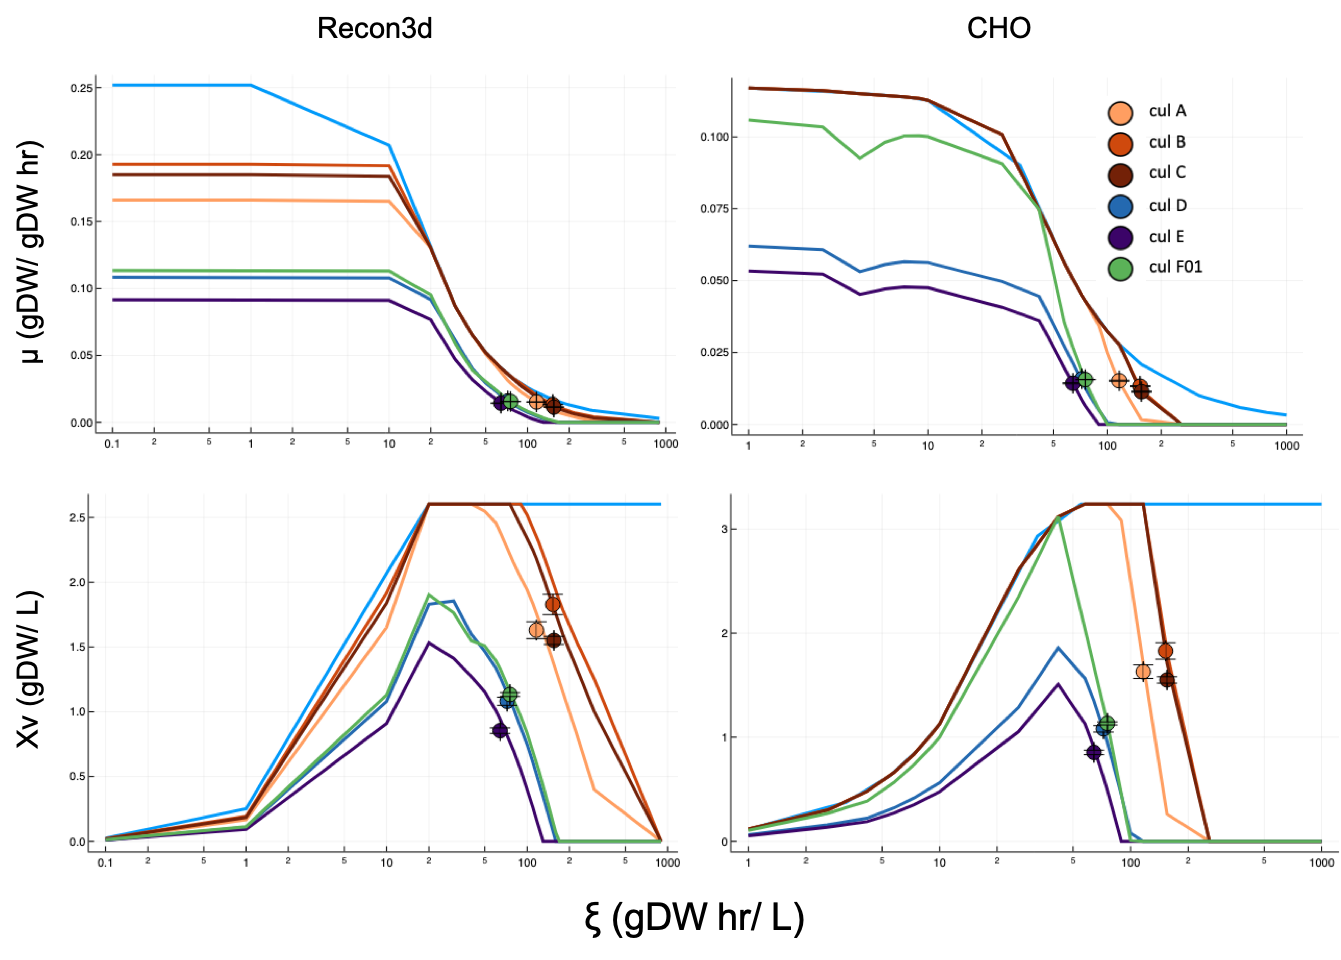 Recon3d
CHO
μ (gDW/ gDW hr)
0.25
0.20
0.15
0.10
0.05
0.00
0.1 2 5 1 2 5 10 2 5 100 2 5 1000
0.100
0.075
0.050
0.025
0.000
1 2 5 10 2 5 100 2 5 1000
cul A
cul B
cul C
cul D
cul E
cul F01
Xv (gDW/ L)
2.5
2.0
1.5
1.0
0.5
0.0
0.1 2 5 1 2 5 10 2 5 100 2 5 1000
3
2
1
0
1 2 5 10 2 5 100 2 5 1000
ξ (gDW hr/ L)